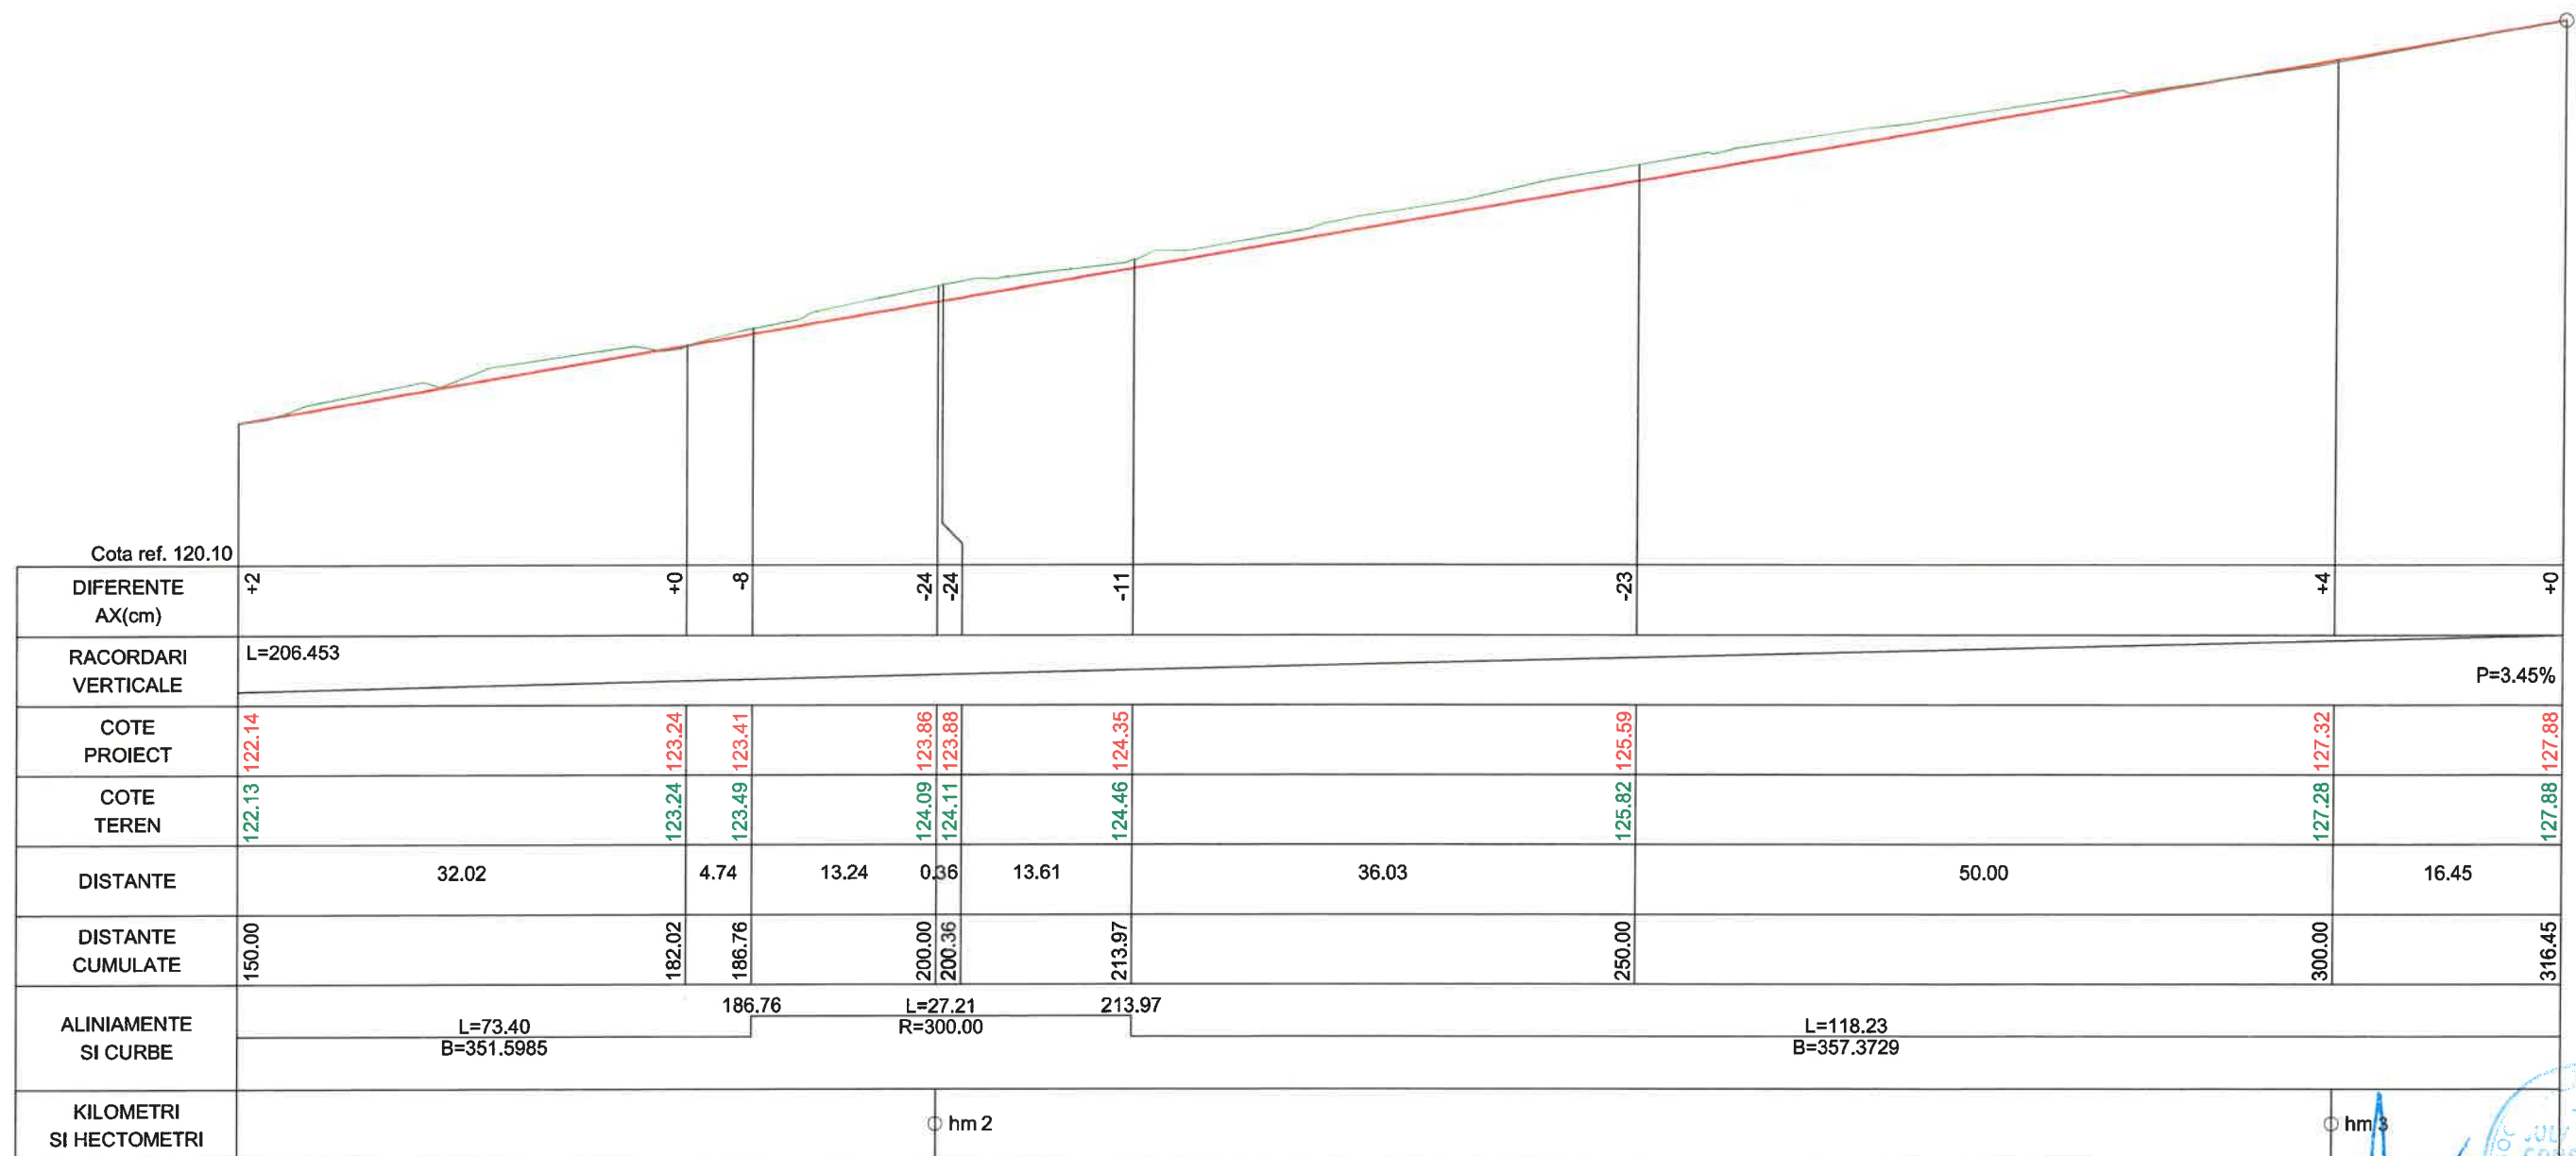 Cota ref. 120.10
DIFERENTE
AX(cm)
+2 +0 -8 -24 -24 -11 -23 +4 +0
RACORDARI
VERTICALE
L=206.453
P=3.45%
COTE
PROIECT
122.14 123.24 123.41 123.86 123.88 124.35 125.59 127.32 127.88
COTE
TEREN
122.13 123.24 123.49 124.09 124.11 124.46 125.82 127.28 127.88
DISTANTE
32.02 4.74 13.24 0.36 13.61 36.03 50.00 16.45
DISTANTE
CUMULATE
150.00 182.02 186.76 200.00 200.36 213.97 250.00 300.00 316.45
ALINIAMENTE
SI CURBE
186.76 L=27.21 213.97
L=73.40 R=300.00 L=118.23
B=351.5985 B=357.3729
KILOMETRI
SI HECTOMETRI
hm 2 hm 3